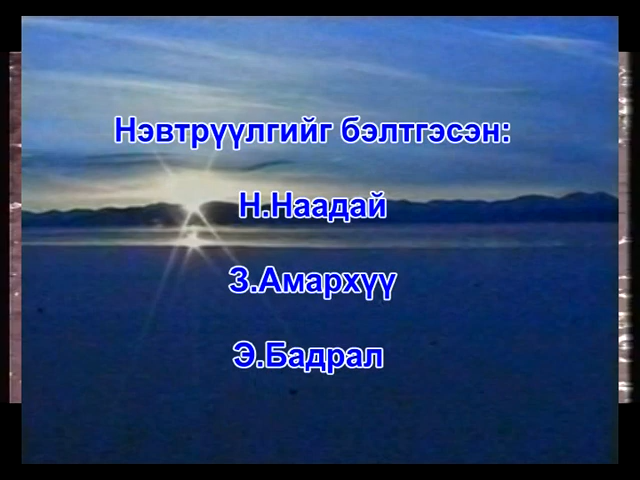 Нэвтрүүлгийг бэлтгэсэн:
Н.Наадай
З.Амархүү
Э.Бадрал